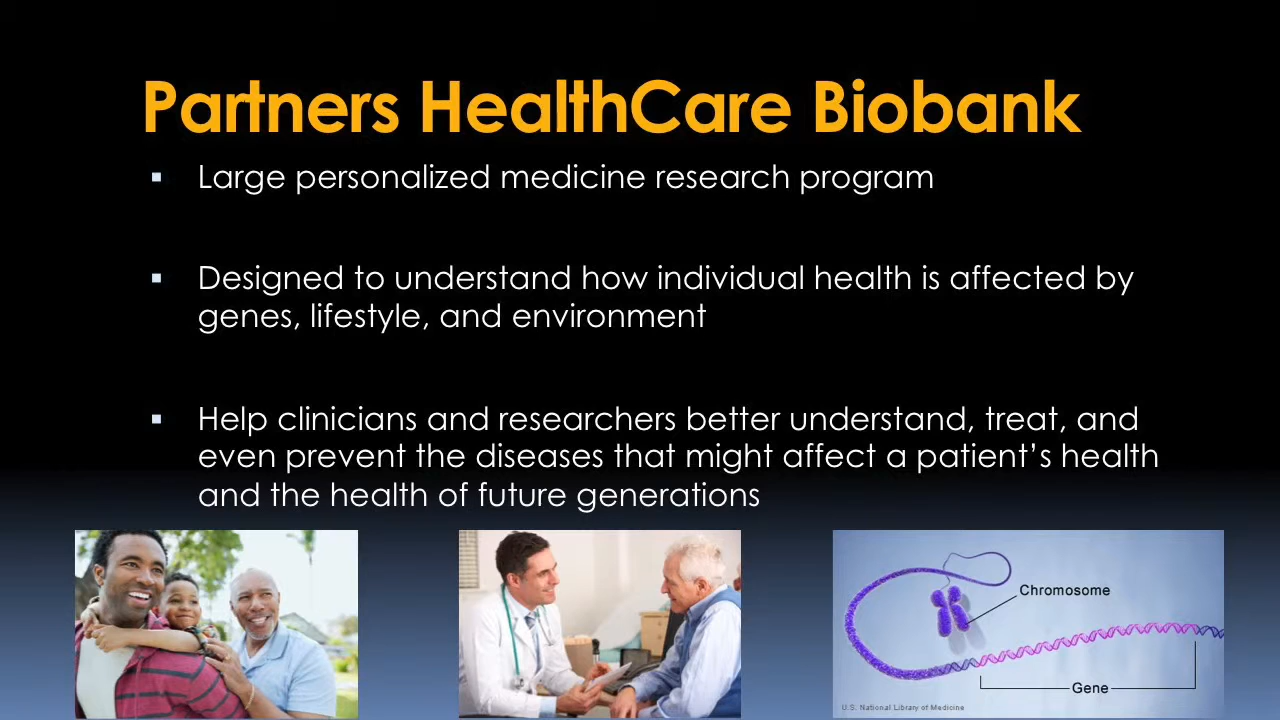 Partners HealthCare Biobank
▪ Large personalized medicine research program
▪ Designed to understand how individual health is affected by
genes, lifestyle, and environment
▪ Help clinicians and researchers better understand, treat, and
even prevent the diseases that might affect a patient’s health
and the health of future generations
Chromosome
Gene
U.S. National Library of Medicine